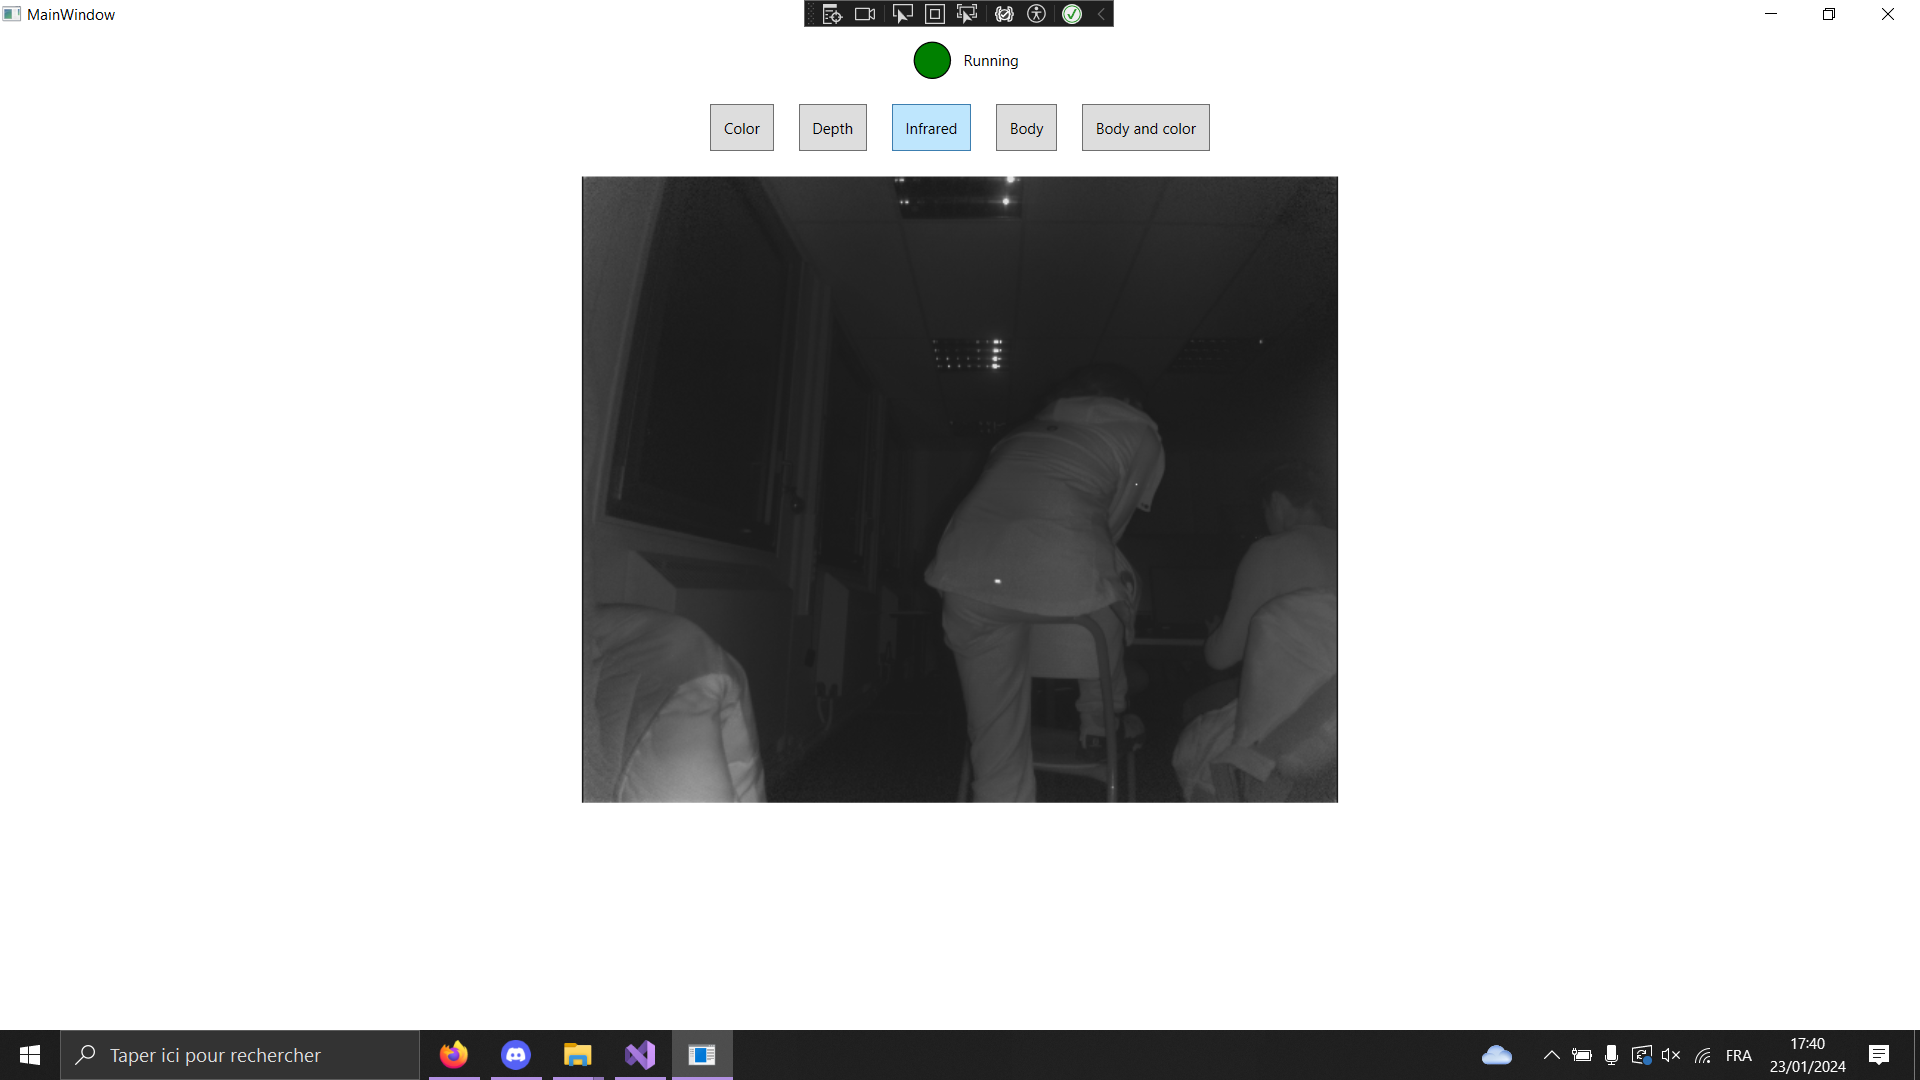 MainWindow
Running
Color
Depth
Infrared
Body
Body and color
Taper ici pour rechercher
FRA
17:40
23/01/2024